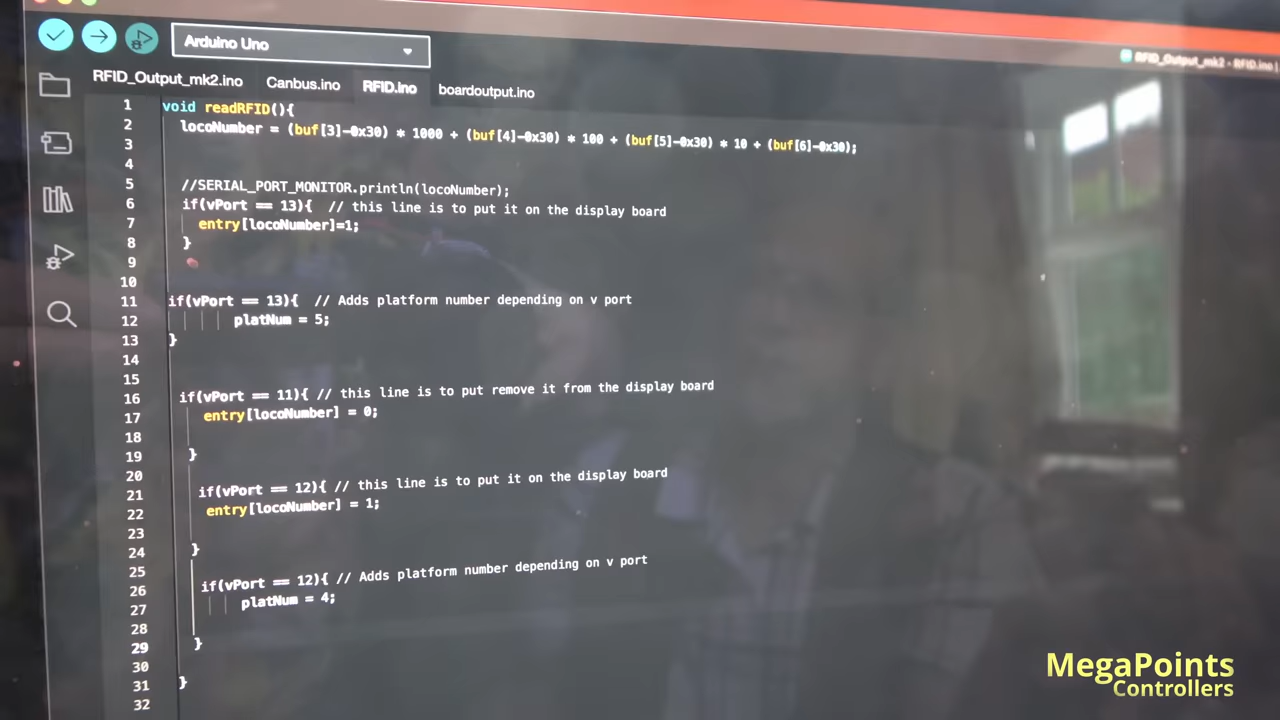 Arduino Uno
RFID_Output_mk2 - RFID.ino |
RFID_Output_mk2.ino Canbus.ino RFID.ino boardoutput.ino
1 void readRFID(){
2 locoNumber = (buf[3]-0x30) * 1000 + (buf[4]-0x30) * 100 + (buf[5]-0x30) * 10 + (buf[6]-0x30);
3
4
5 //SERIAL_PORT_MONITOR.println(locoNumber);
6 if(vPort == 13){ // this line is to put it on the display board
7 entry[locoNumber]=1;
8 }
9
10
11 if(vPort == 13){ // Adds platform number depending on v port
12 platNum = 5;
13 }
14
15
16 if(vPort == 11){ // this line is to put remove it from the display board
17 entry[locoNumber] = 0;
18
19 }
20
21 if(vPort == 12){ // this line is to put it on the display board
22 entry[locoNumber] = 1;
23
24 }
25
26 if(vPort == 12){ // Adds platform number depending on v port
27 platNum = 4;
28
29 }
30
31 }
32
MegaPoints
Controllers